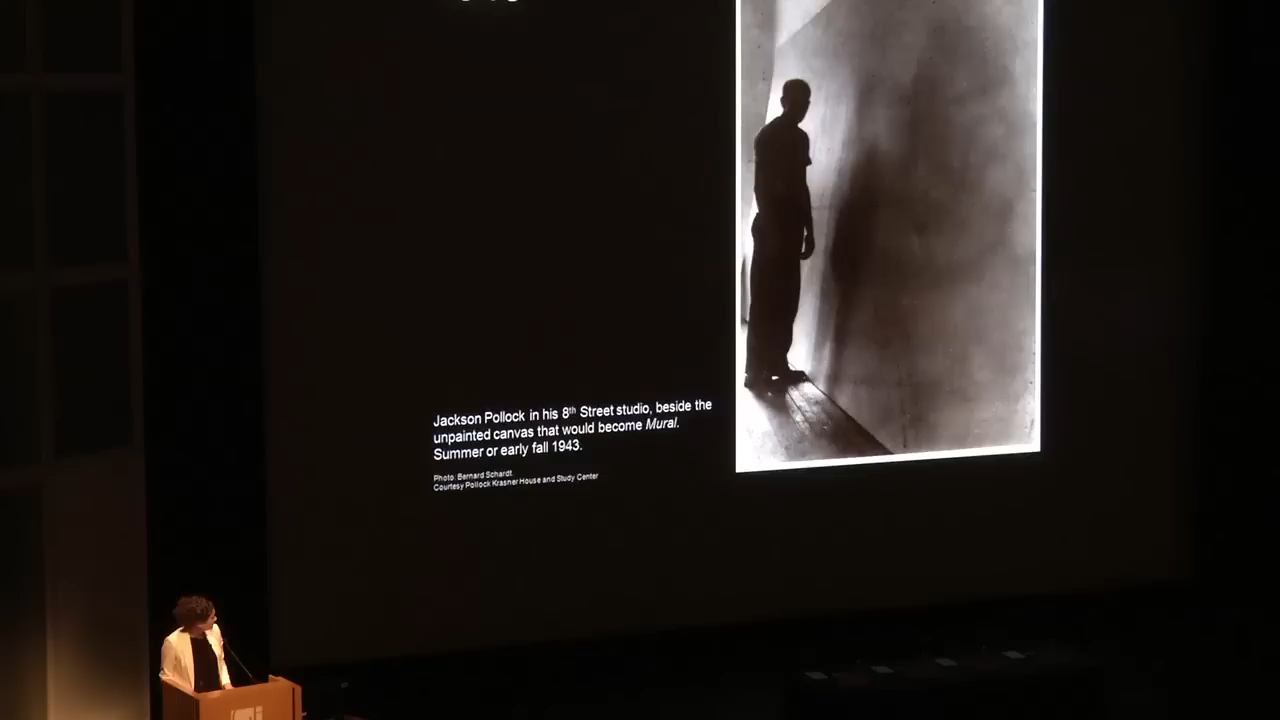 Jackson Pollock in his 8th Street studio, beside the
unpainted canvas that would become Mural.
Summer or early fall 1943.
Photo: Bernard Schardt.
Courtesy Pollock Krasner House and Study Center